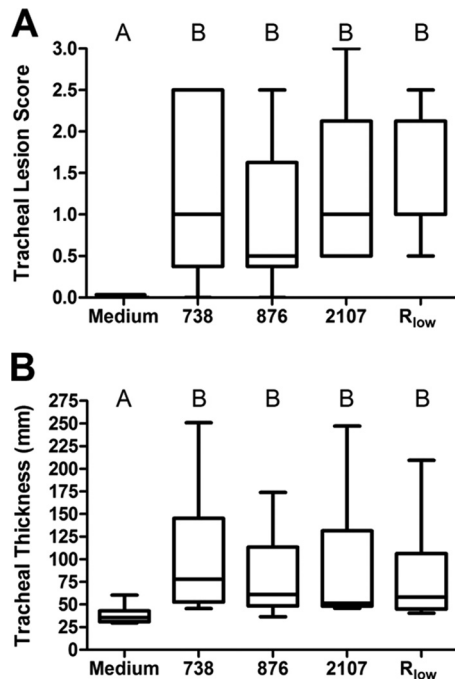 A
A B B B B
Tracheal Lesion Score
3.0
2.5
2.0
1.5
1.0
0.5
0.0
Medium 738 876 2107 Rlow
B
A B B B B
Tracheal Thickness (mm)
275
250
225
200
175
150
125
100
75
50
25
0
Medium 738 876 2107 Rlow